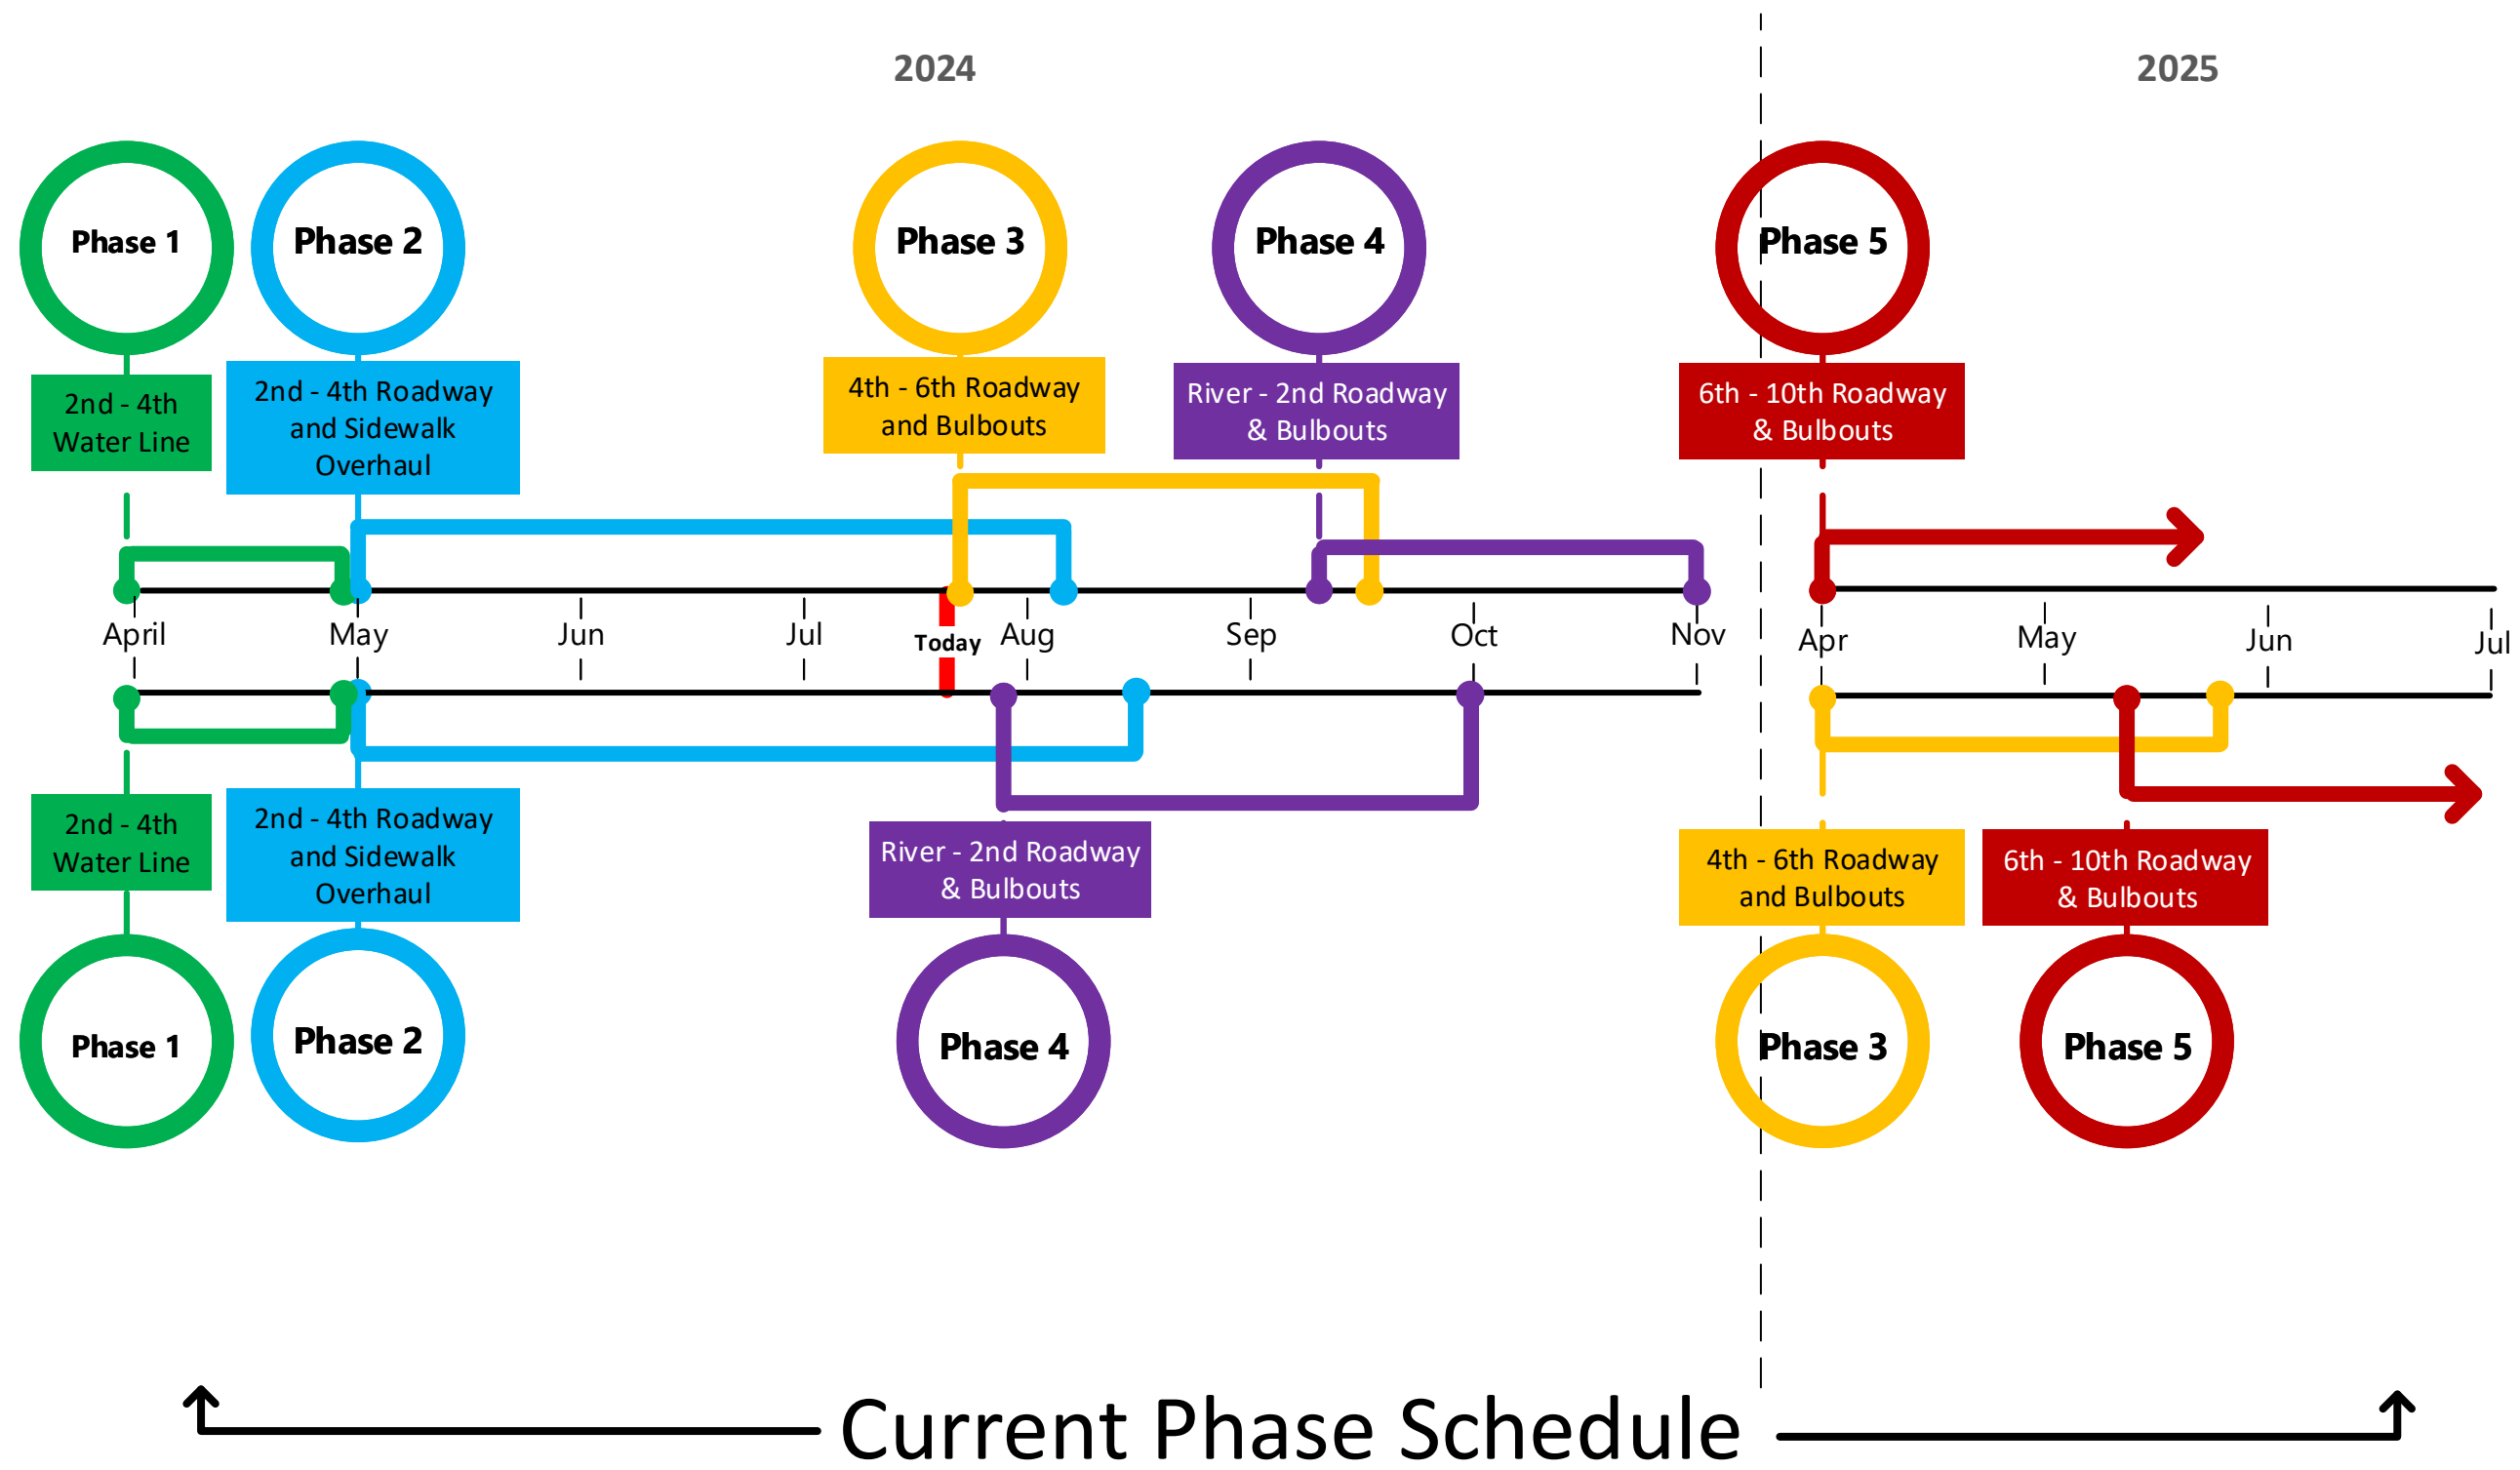 2024
2025
Phase 1
Phase 2
Phase 3
Phase 4
Phase 5
2nd - 4th
Water Line
2nd - 4th Roadway
and Sidewalk
Overhaul
4th - 6th Roadway
and Bulbouts
River - 2nd Roadway
& Bulbouts
6th - 10th Roadway
& Bulbouts
April
May
Jun
Jul
Today
Aug
Sep
Oct
Nov
Apr
May
Jun
Jul
2nd - 4th
Water Line
2nd - 4th Roadway
and Sidewalk
Overhaul
River - 2nd Roadway
& Bulbouts
4th - 6th Roadway
and Bulbouts
6th - 10th Roadway
& Bulbouts
Phase 1
Phase 2
Phase 4
Phase 3
Phase 5
Current Phase Schedule